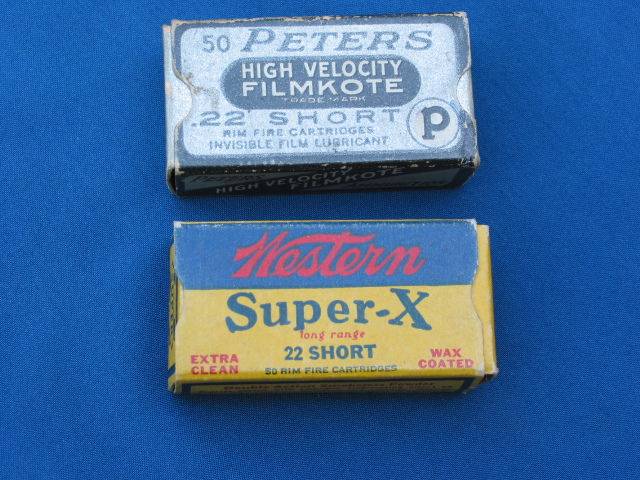 50 PETERS
HIGH VELOCITY
FILMKOTE
TRADE MARK
.22 SHORT
RIM FIRE CARTRIDGES
INVISIBLE FILM LUBRICANT
P
HIGH VELOCITY
FILMKOTE
Western
Super-X
long range
22 SHORT
EXTRA
CLEAN
WAX
COATED
50 RIM FIRE CARTRIDGES